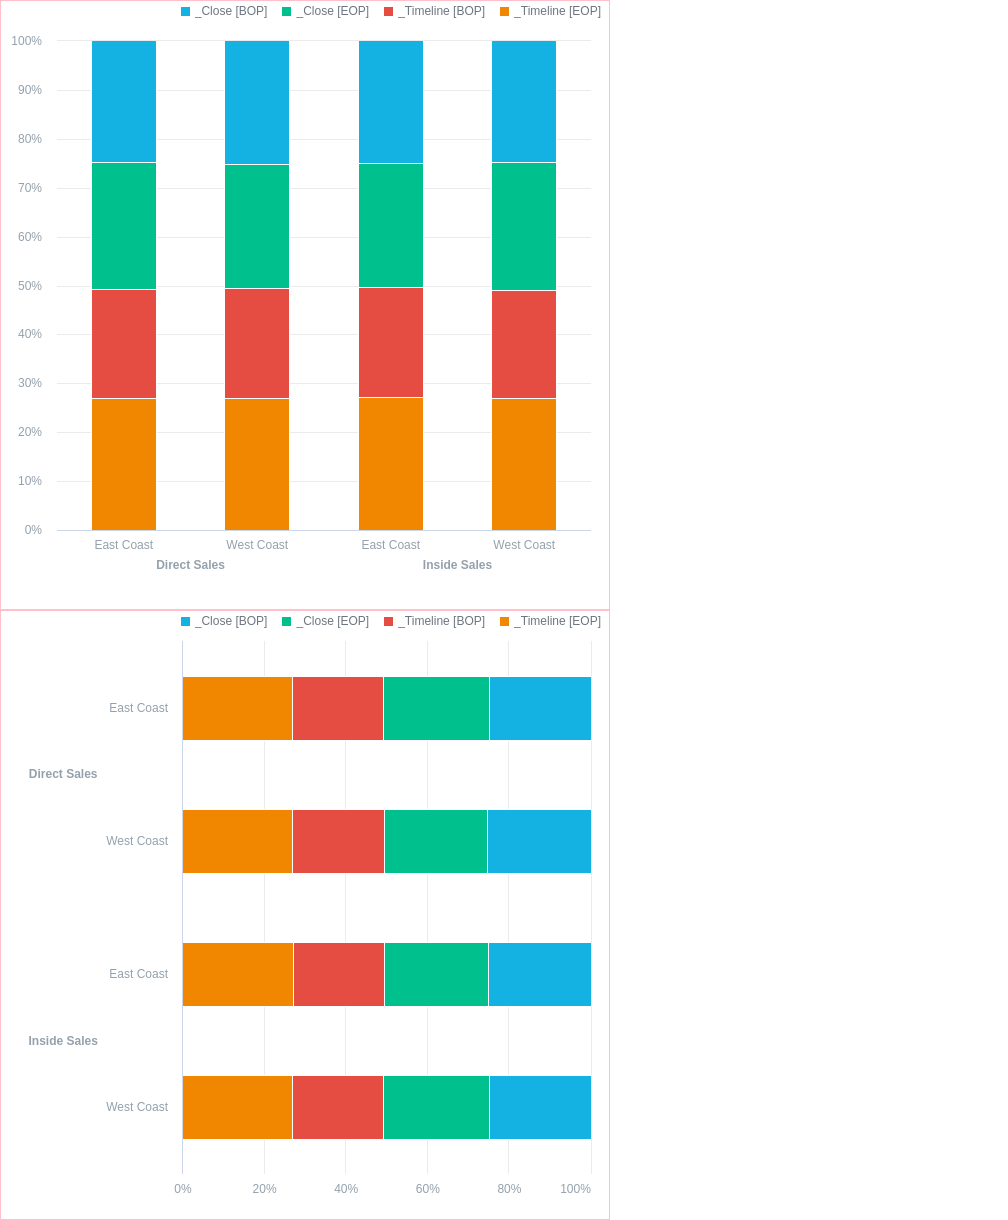 _Close [BOP] _Close [EOP] _Timeline [BOP] _Timeline [EOP]
100%
90%
80%
70%
60%
50%
40%
30%
20%
10%
0%
East Coast West Coast East Coast West Coast
Direct Sales Inside Sales
_Close [BOP] _Close [EOP] _Timeline [BOP] _Timeline [EOP]
East Coast
Direct Sales
West Coast
East Coast
Inside Sales
West Coast
0% 20% 40% 60% 80% 100%